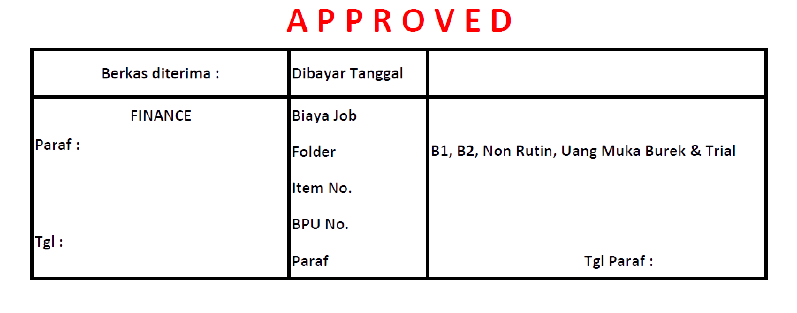 APPROVED
Berkas diterima :
Dibayar Tanggal
FINANCE
Paraf :
Tgl :
Biaya Job
Folder
Item No.
BPU No.
Paraf
B1, B2, Non Rutin, Uang Muka Burek & Trial
Tgl Paraf :